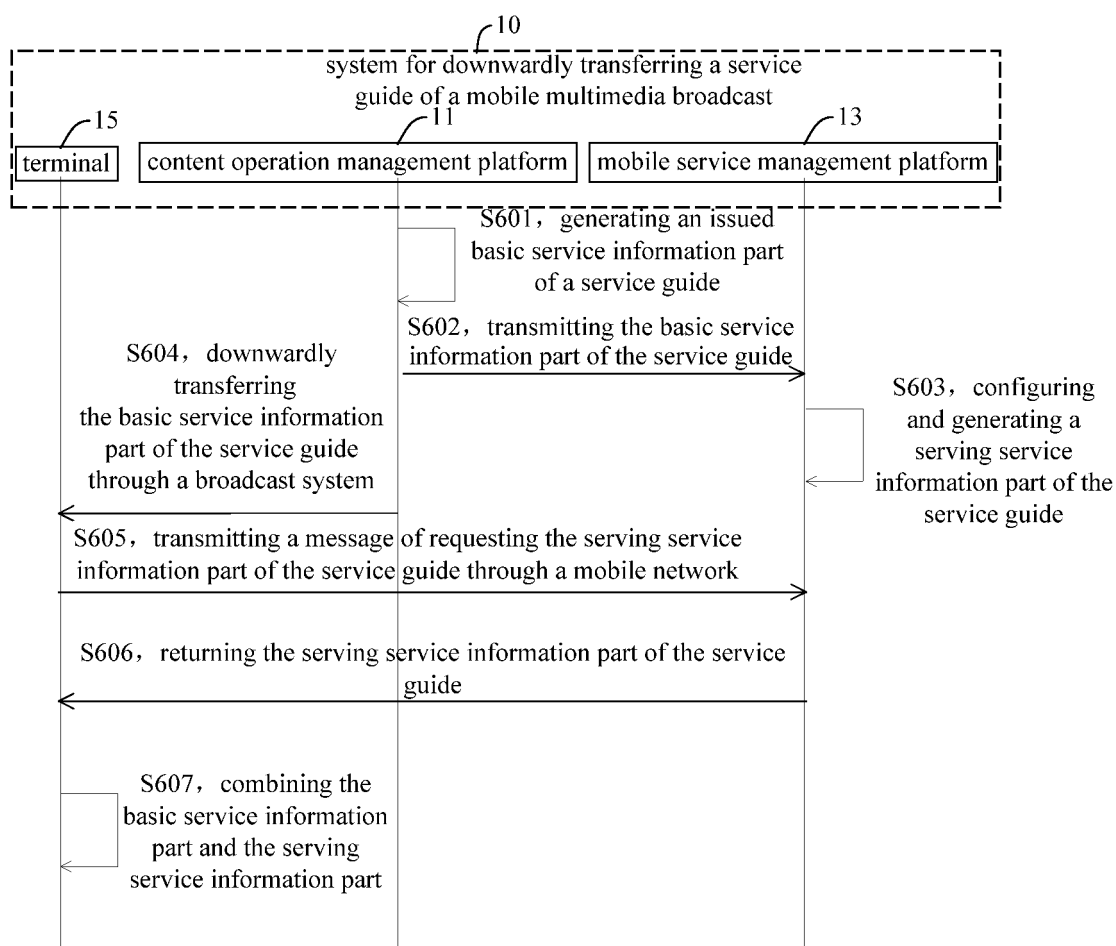 10
system for downwardly transferring a service
guide of a mobile multimedia broadcast
15
11
13
terminal
content operation management platform
mobile service management platform
S601, generating an issued
basic service information part
of a service guide
S602, transmitting the basic service
information part of the service guide
S604, downwardly
transferring
the basic service information
part of the service guide
through a broadcast system
S603, configuring
and generating a
serving service
information part of the
service guide
S605, transmitting a message of requesting the serving service
information part of the service guide through a mobile network
S606, returning the serving service information part of the service
guide
S607, combining the
basic service information
part and the serving
service information part